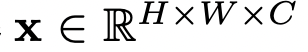 𝐱 ∈ ℝ^{H×W×C}